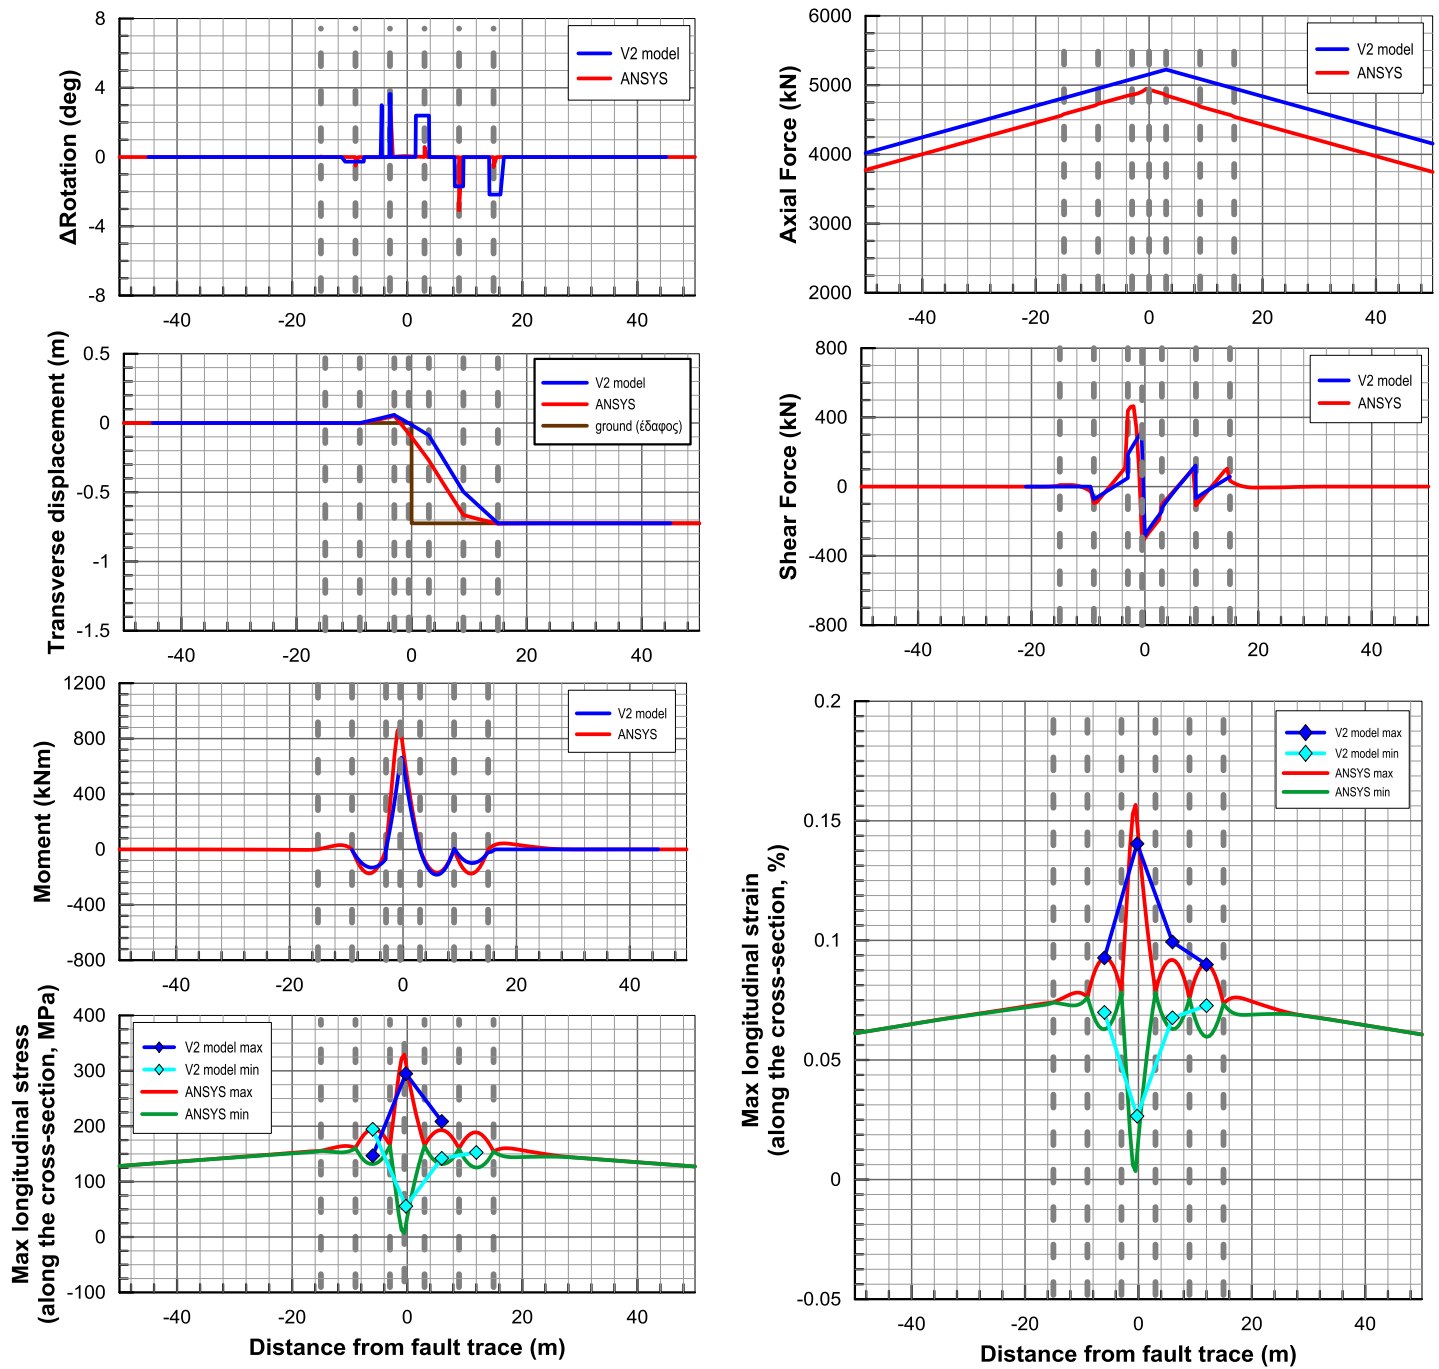 ΔRotation (deg)
8
4
0
-4
-8
V2 model
ANSYS
-40
-20
0
20
40
Axial Force (kN)
6000
5000
4000
3000
2000
V2 model
ANSYS
-40
-20
0
20
40
Transverse displacement (m)
0.5
0
-0.5
-1
-1.5
V2 model
ANSYS
ground (έδαφος)
-40
-20
0
20
40
Shear Force (kN)
800
400
0
-400
-800
V2 model
ANSYS
-40
-20
0
20
40
Moment (kNm)
1200
800
400
0
-400
-800
V2 model
ANSYS
-40
-20
0
20
40
Max longitudinal stress
(along the cross-section, MPa)
400
300
200
100
0
-100
V2 model max
V2 model min
ANSYS max
ANSYS min
-40
-20
0
20
40
Distance from fault trace (m)
Max longitudinal strain
(along the cross-section, %)
0.2
0.15
0.1
0.05
0
-0.05
V2 model max
V2 model min
ANSYS max
ANSYS min
-40
-20
0
20
40
Distance from fault trace (m)